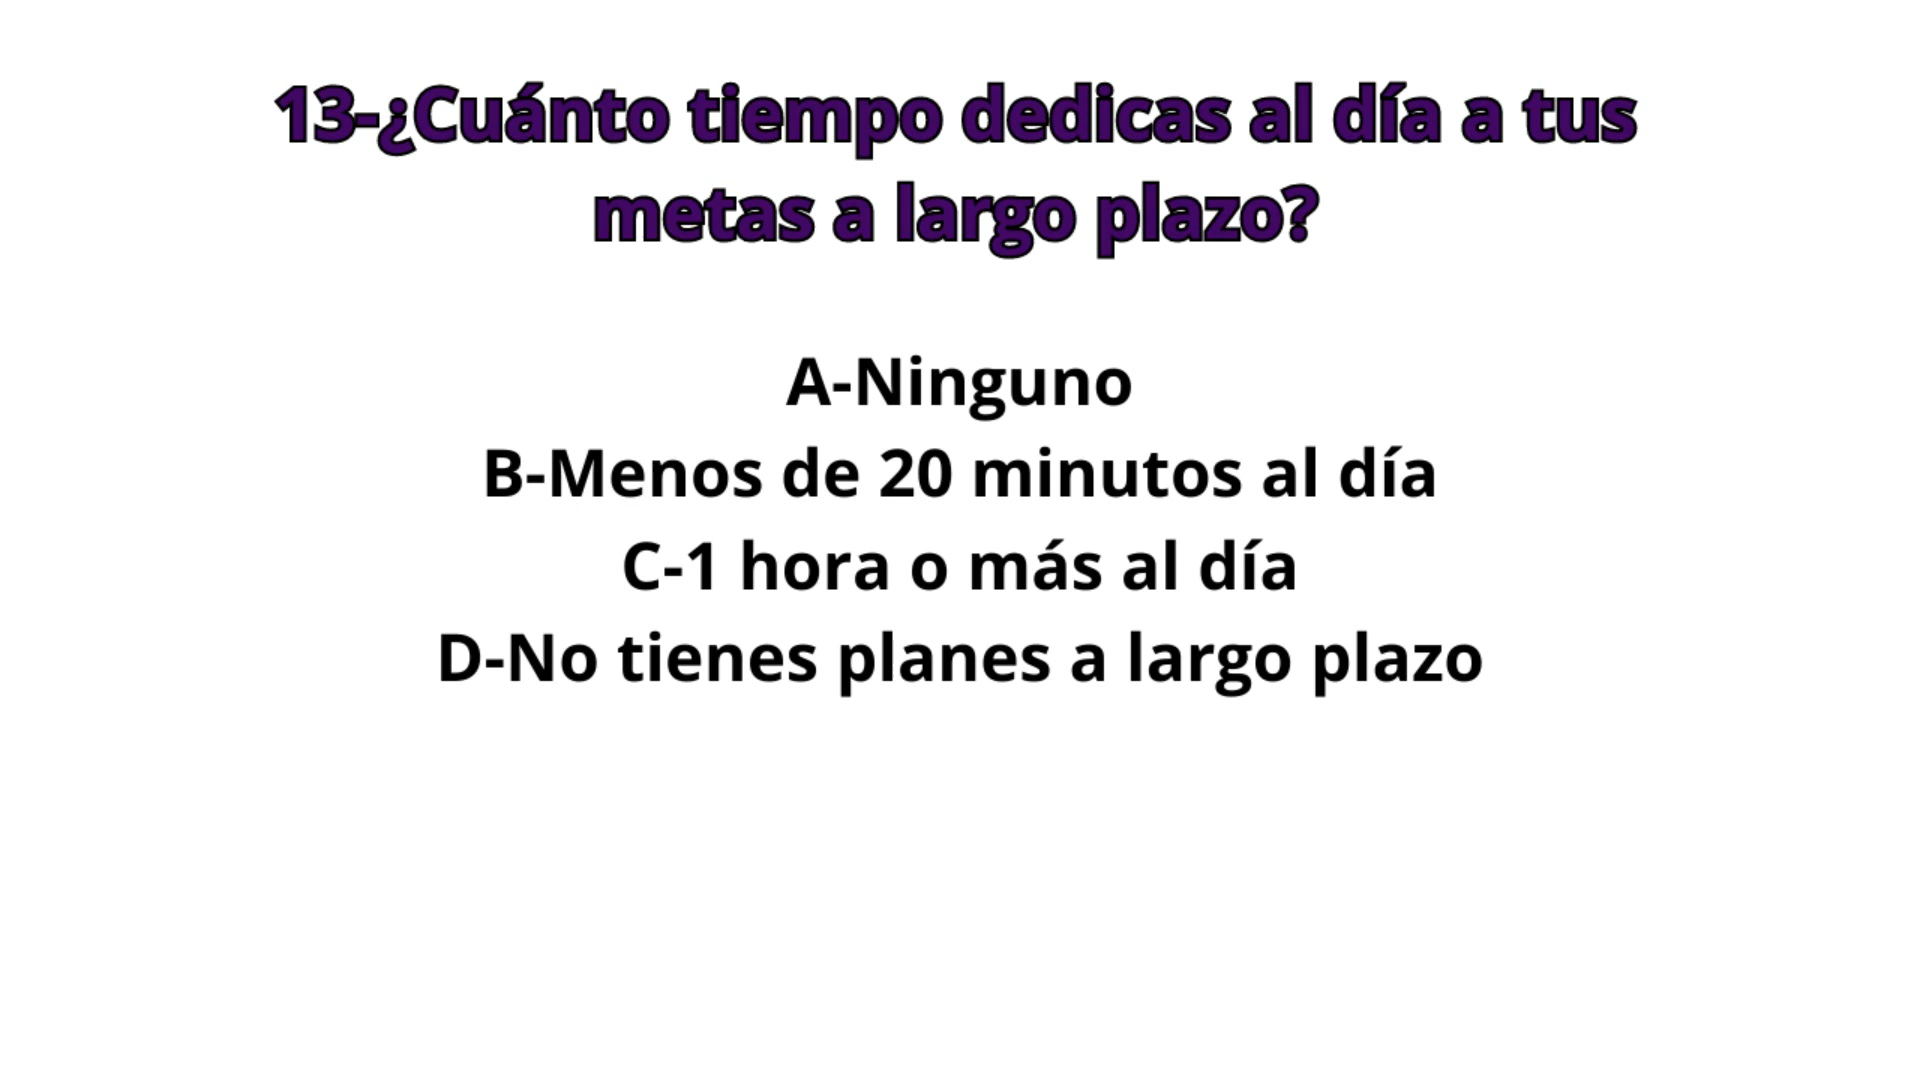 13-¿Cuánto tiempo dedicas al día a tus
metas a largo plazo?
A-Ninguno
B-Menos de 20 minutos al día
C-1 hora o más al día
D-No tienes planes a largo plazo